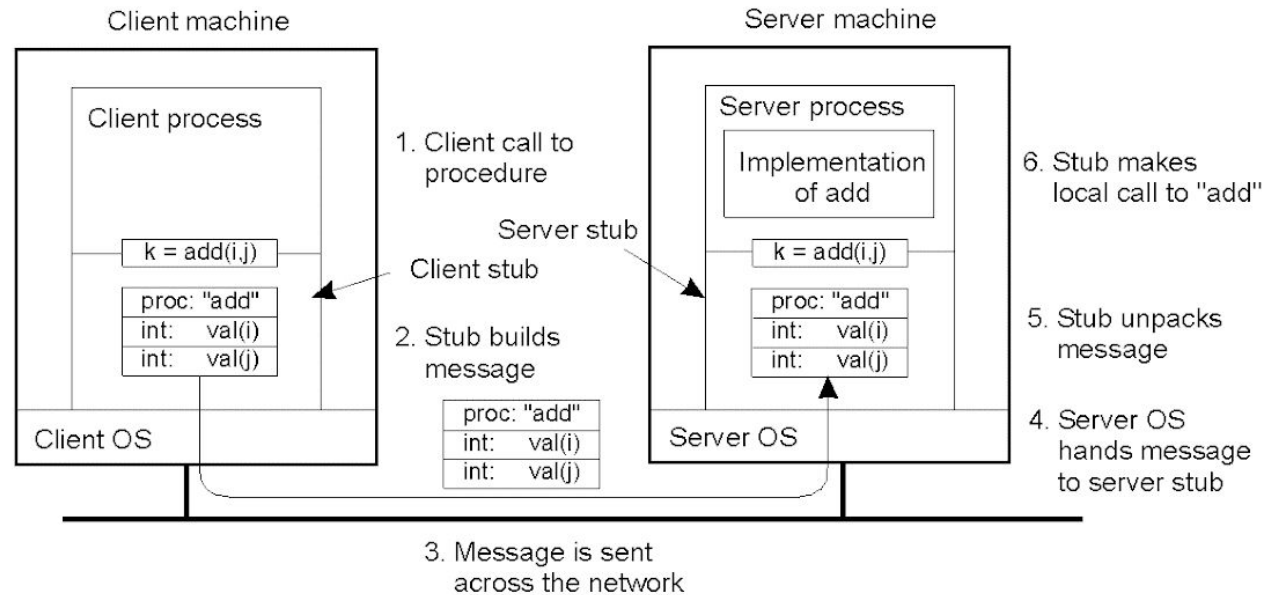 Client machine
Server machine
Client process
1. Client call to
procedure
Server process
Implementation
of add
6. Stub makes
local call to "add"
Server stub
k = add(i,j)
Client stub
k = add(i,j)
proc: "add"
int: val(i)
int: val(j)
2. Stub builds
message
proc: "add"
int: val(i)
int: val(j)
proc: "add"
int: val(i)
int: val(j)
5. Stub unpacks
message
Client OS
Server OS
4. Server OS
hands message
to server stub
3. Message is sent
across the network